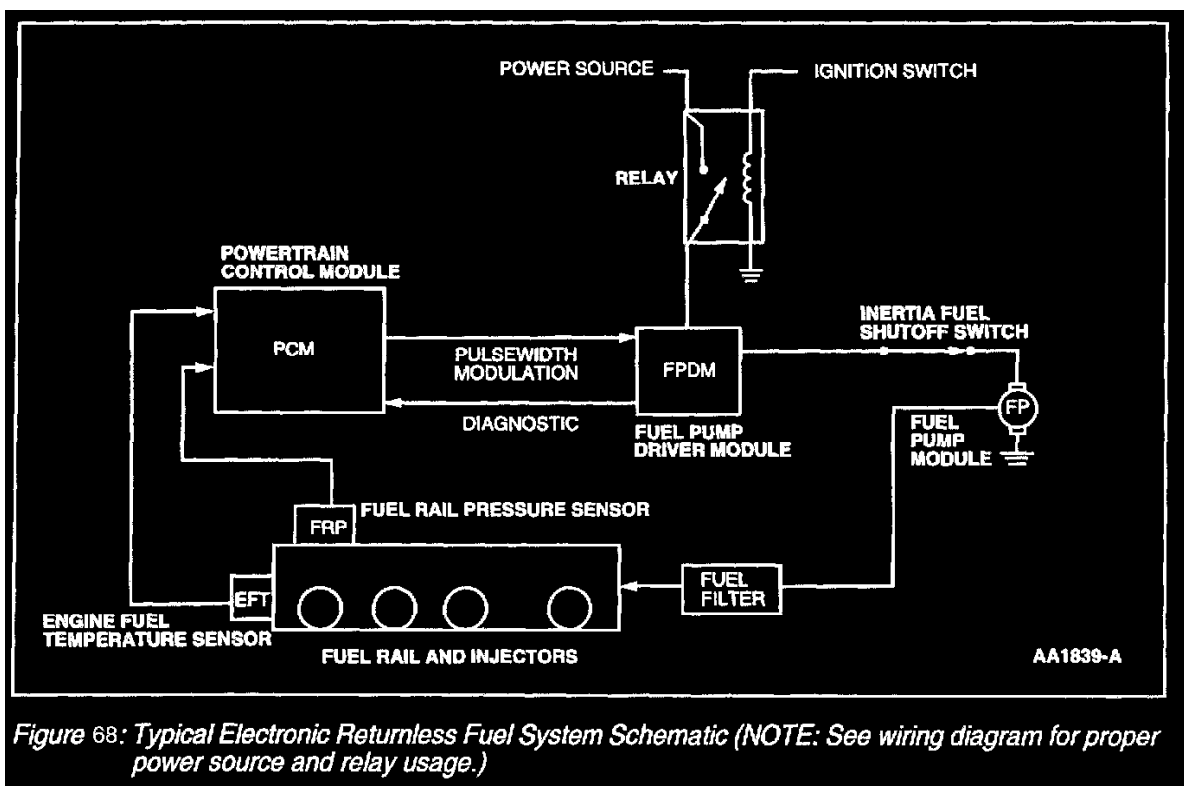 POWER SOURCE
IGNITION SWITCH
RELAY
POWERTRAIN
CONTROL MODULE
PCM
PULSEWIDTH
MODULATION
DIAGNOSTIC
FPDM
FUEL PUMP
DRIVER MODULE
INERTIA FUEL
SHUTOFF SWITCH
FP
FUEL
PUMP
MODULE
FUEL RAIL PRESSURE SENSOR
FRP
EFT
ENGINE FUEL
TEMPERATURE SENSOR
FUEL
FILTER
FUEL RAIL AND INJECTORS
AA1839-A
Figure 68: Typical Electronic Returnless Fuel System Schematic (NOTE: See wiring diagram for proper
power source and relay usage.)